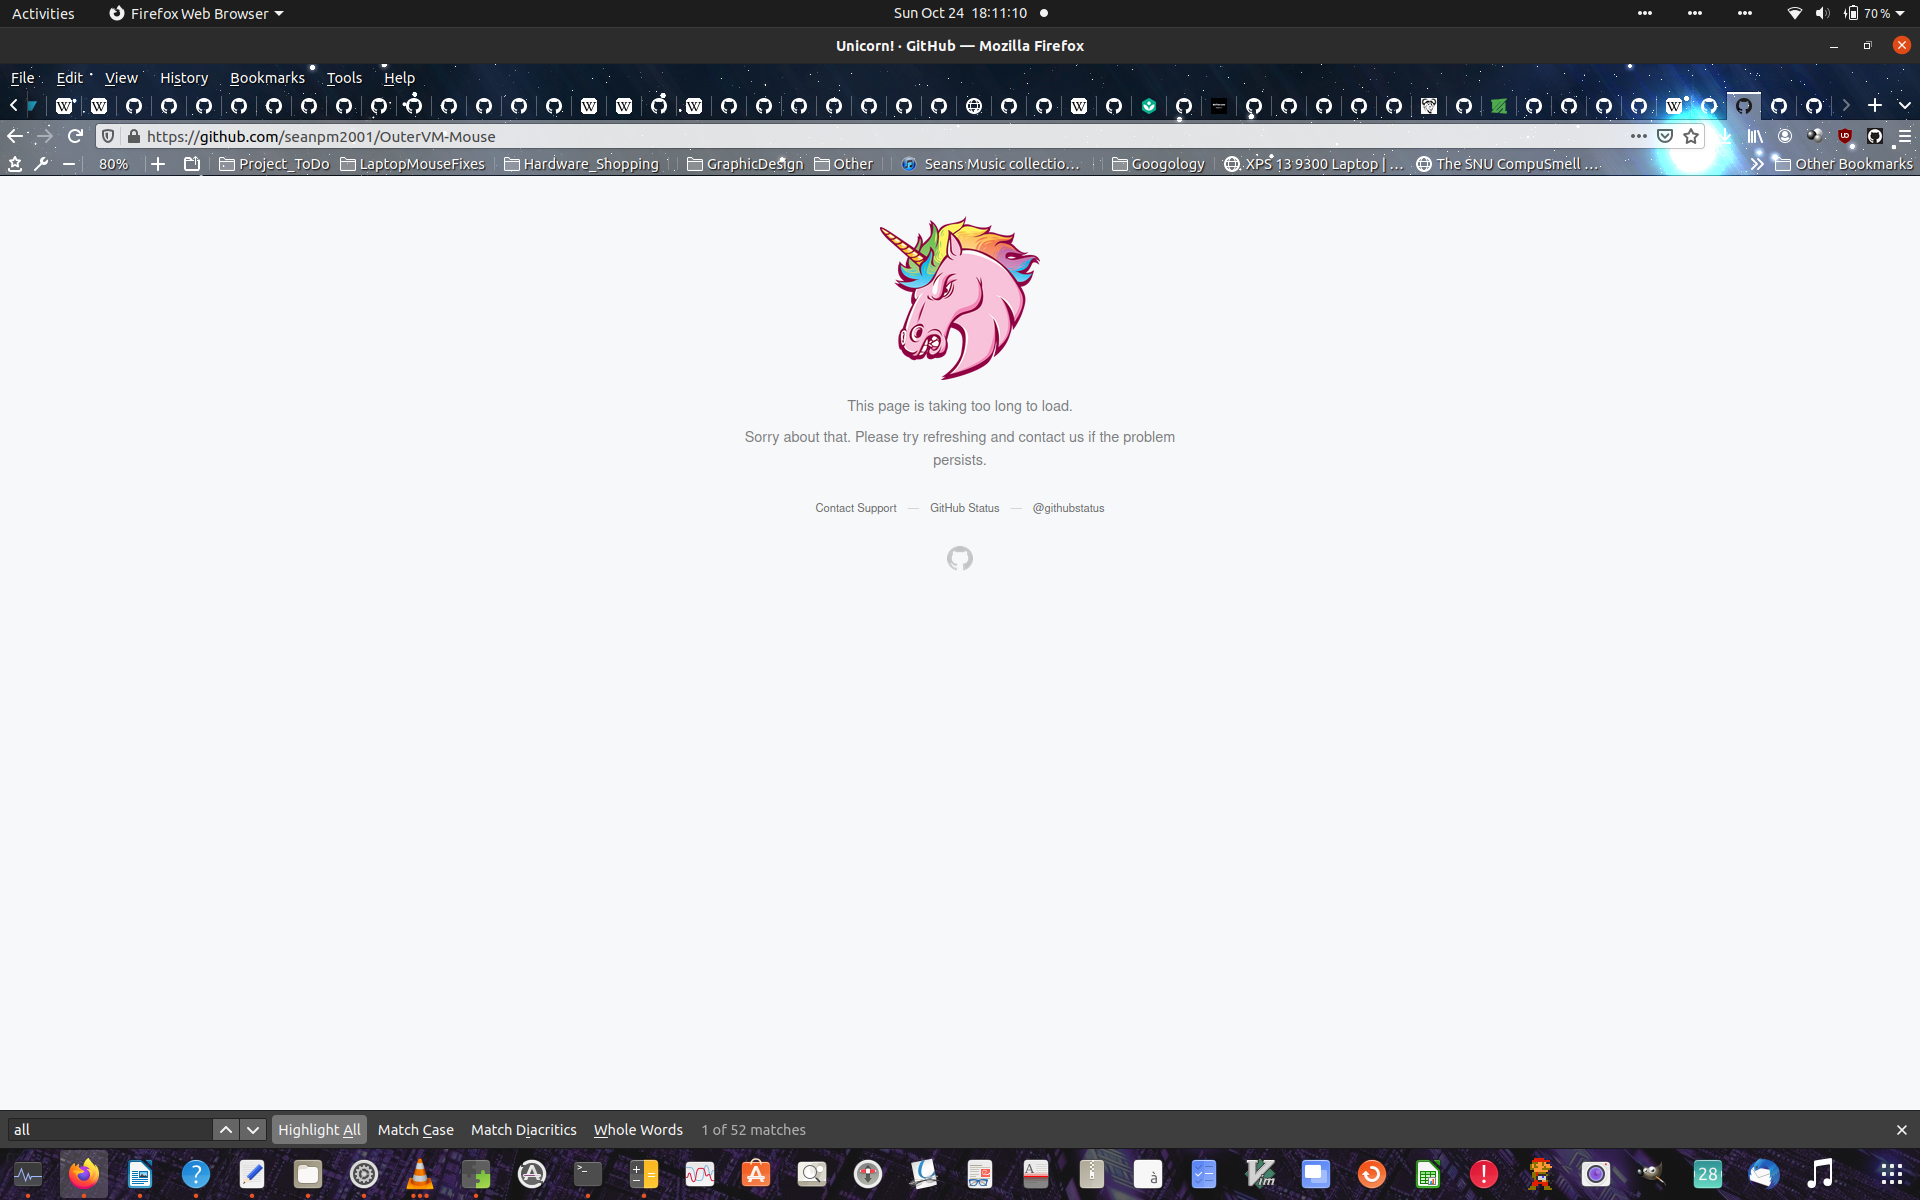 Activities Firefox Web Browser Sun Oct 24 18:11:10 70 %
Unicorn! · GitHub — Mozilla Firefox
File Edit View History Bookmarks Tools Help
https://github.com/seanpm2001/OuterVM-Mouse
80% Project_ToDo LaptopMouseFixes Hardware_Shopping GraphicDesign Other Seans Music collectio… Googology XPS 13 9300 Laptop | … The SNU CompuSmell … Other Bookmarks
This page is taking too long to load.
Sorry about that. Please try refreshing and contact us if the problem
persists.
Contact Support — GitHub Status — @githubstatus
all Highlight All Match Case Match Diacritics Whole Words 1 of 52 matches
28